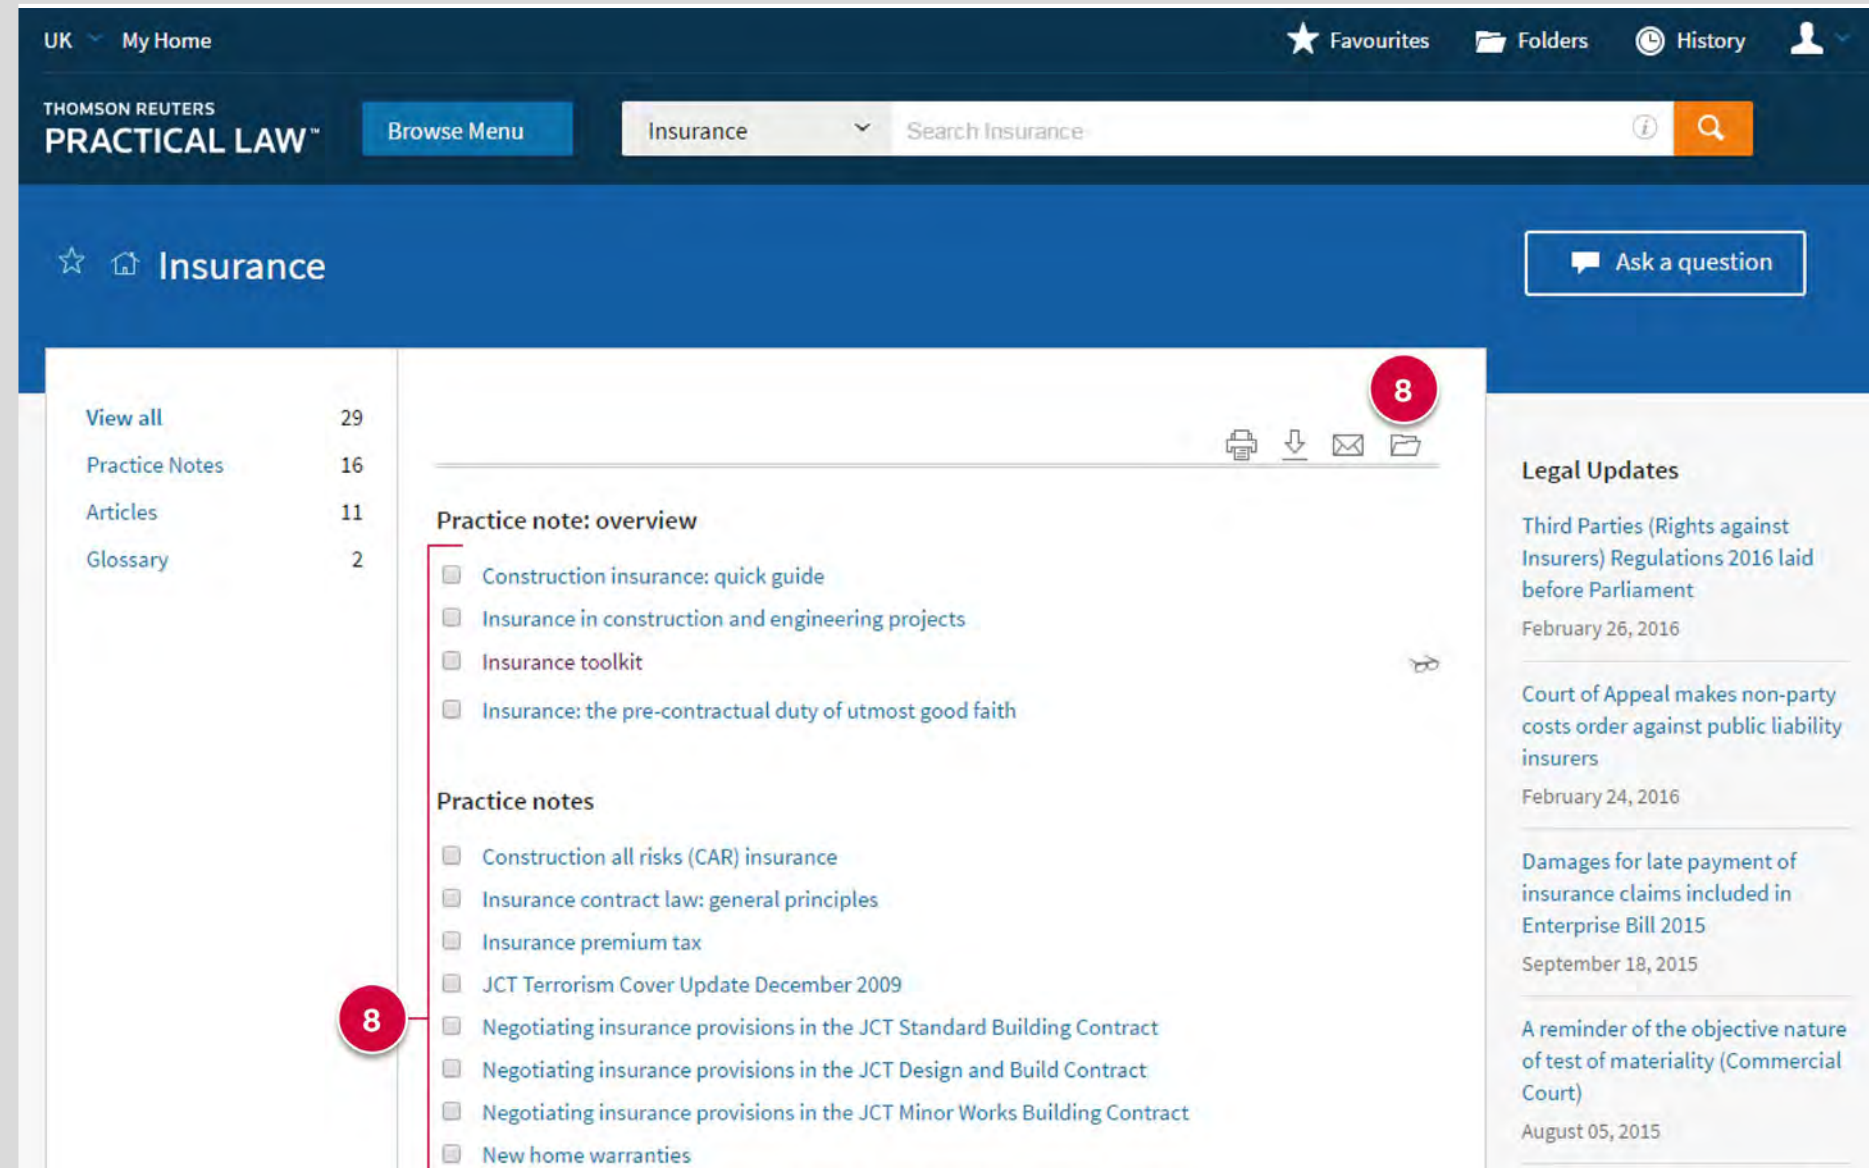 UK My Home Favourites Folders History
THOMSON REUTERS
PRACTICAL LAW™ Browse Menu Insurance Search Insurance
Insurance Ask a question
8
View all 29
Practice Notes 16
Articles 11
Glossary 2
Practice note: overview
Construction insurance: quick guide
Insurance in construction and engineering projects
Insurance toolkit
Insurance: the pre-contractual duty of utmost good faith
Practice notes
Construction all risks (CAR) insurance
Insurance contract law: general principles
Insurance premium tax
JCT Terrorism Cover Update December 2009
8
Negotiating insurance provisions in the JCT Standard Building Contract
Negotiating insurance provisions in the JCT Design and Build Contract
Negotiating insurance provisions in the JCT Minor Works Building Contract
New home warranties
Legal Updates
Third Parties (Rights against
Insurers) Regulations 2016 laid
before Parliament
February 26, 2016
Court of Appeal makes non-party
costs order against public liability
insurers
February 24, 2016
Damages for late payment of
insurance claims included in
Enterprise Bill 2015
September 18, 2015
A reminder of the objective nature
of test of materiality (Commercial
Court)
August 05, 2015